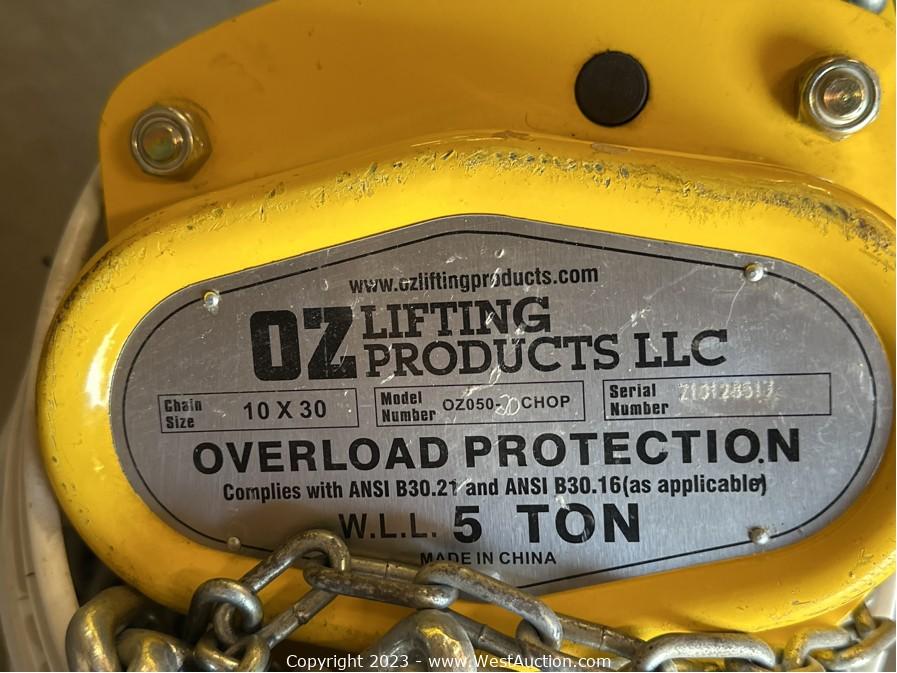 www.ozliftingproducts.com
OZ LIFTING PRODUCTS LLC
Chain Size 10 X 30
Model Number OZ050-20CHOP
Serial Number
OVERLOAD PROTECTION
Complies with ANSI B30.21 and ANSI B30.16(as applicable)
W.L.L. 5 TON
MADE IN CHINA
Copyright 2023 - www.WestAuction.com